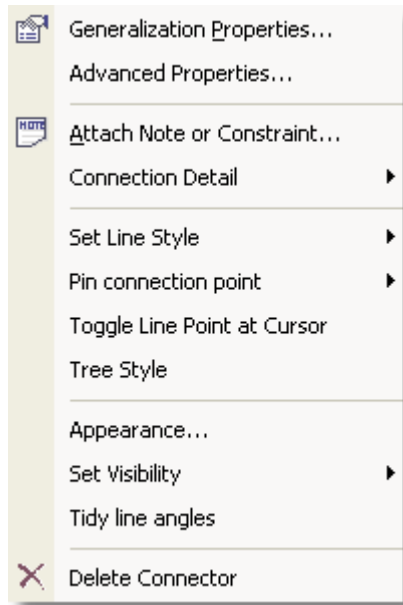 Generalization Properties...
Advanced Properties...
NOTE
Attach Note or Constraint...
Connection Detail
Set Line Style
Pin connection point
Toggle Line Point at Cursor
Tree Style
Appearance...
Set Visibility
Tidy line angles
Delete Connector